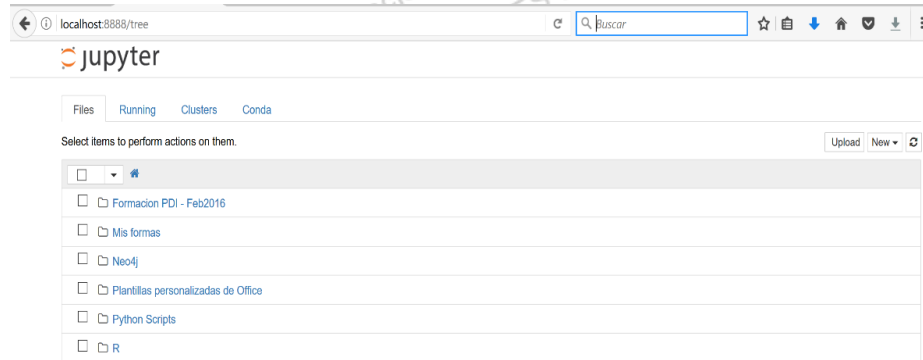 localhost:8888/tree
Buscar
jupyter
Files Running Clusters Conda
Select items to perform actions on them.
Upload New
Formacion PDI - Feb2016
Mis formas
Neo4j
Plantillas personalizadas de Office
Python Scripts
R